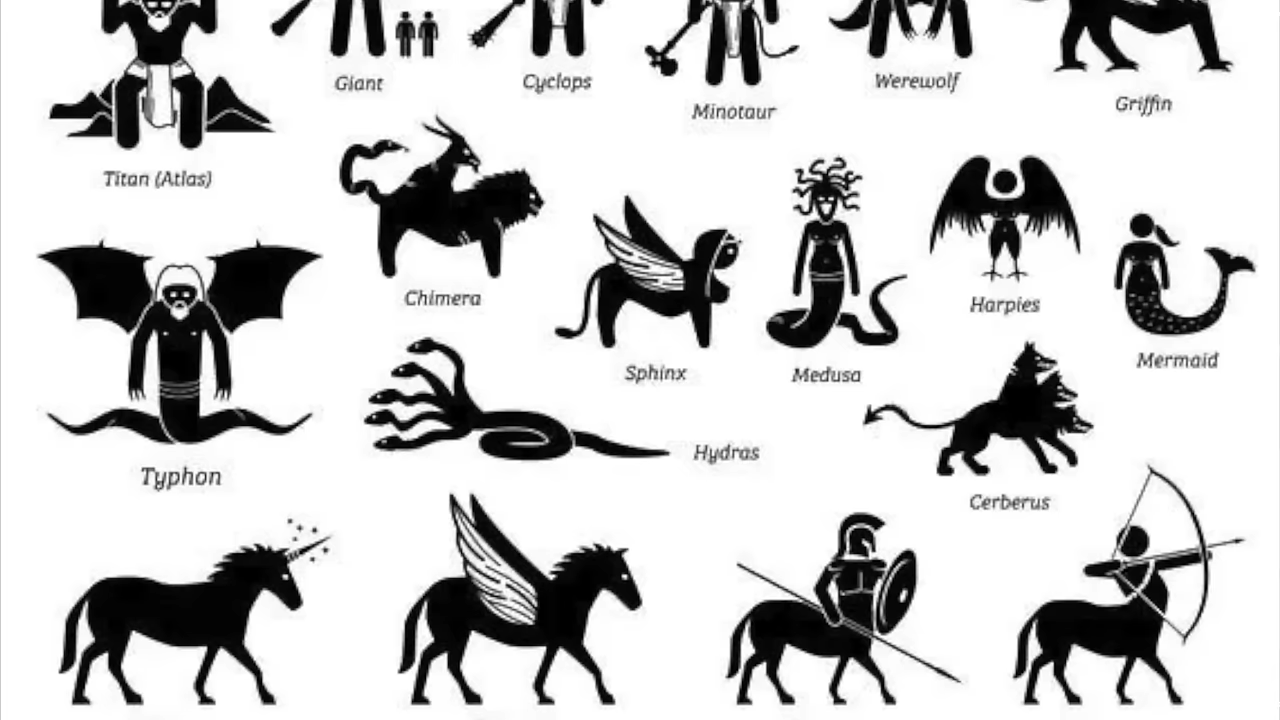 Giant
Cyclops
Minotaur
Werewolf
Griffin
Titan (Atlas)
Chimera
Sphinx
Medusa
Harpies
Mermaid
Typhon
Hydras
Cerberus